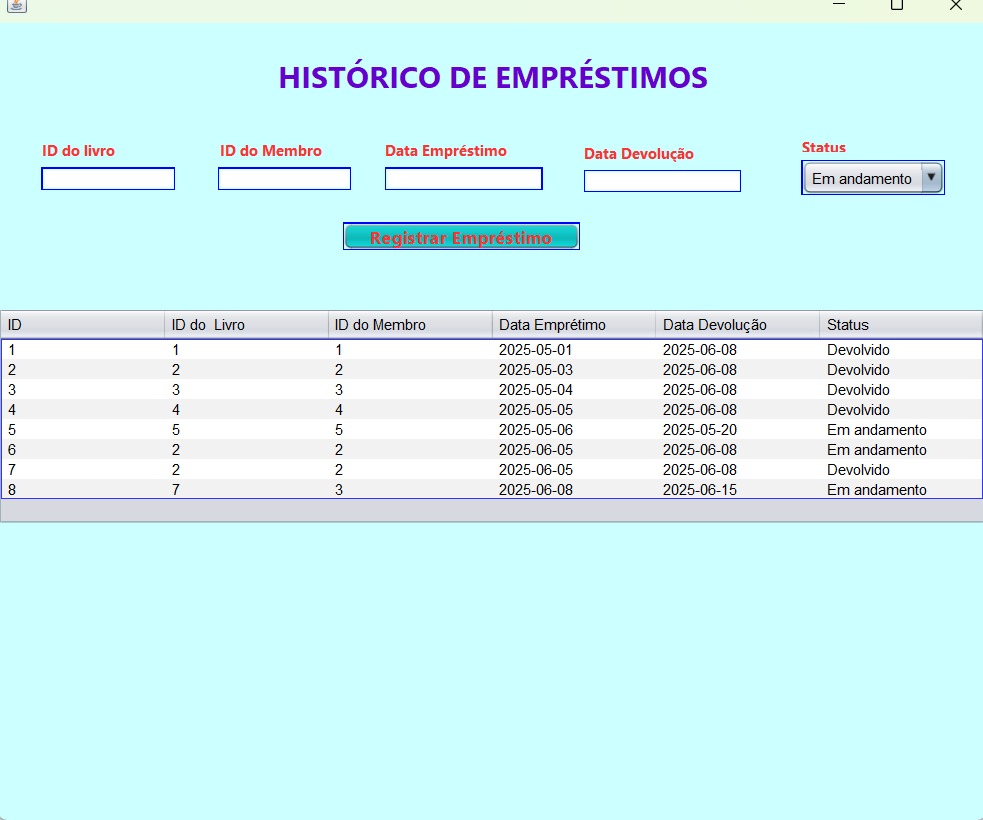 HISTÓRICO DE EMPRÉSTIMOS
ID do livro ID do Membro Data Empréstimo Data Devolução Status
Em andamento
Registrar Empréstimo
ID ID do  Livro ID do Membro Data Emprétimo Data Devolução Status
1 1 1 2025-05-01 2025-06-08 Devolvido
2 2 2 2025-05-03 2025-06-08 Devolvido
3 3 3 2025-05-04 2025-06-08 Devolvido
4 4 4 2025-05-05 2025-06-08 Devolvido
5 5 5 2025-05-06 2025-05-20 Em andamento
6 2 2 2025-06-05 2025-06-08 Em andamento
7 2 2 2025-06-05 2025-06-08 Devolvido
8 7 3 2025-06-08 2025-06-15 Em andamento